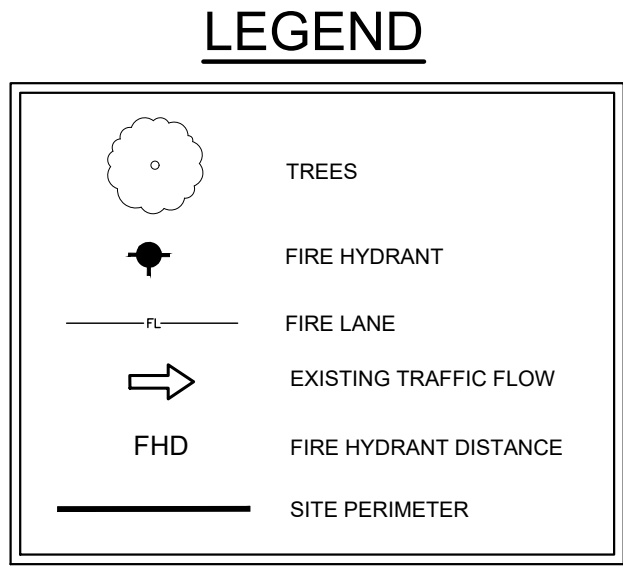 LEGEND
TREES
FIRE HYDRANT
FL FIRE LANE
EXISTING TRAFFIC FLOW
FHD FIRE HYDRANT DISTANCE
SITE PERIMETER